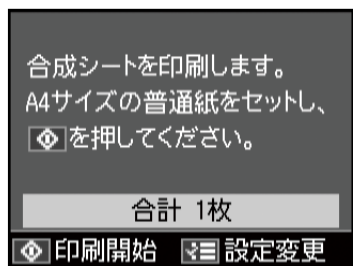 合成シートを印刷します。
A4サイズの普通紙をセットし、
を押してください。
合計 1枚
印刷開始 設定変更